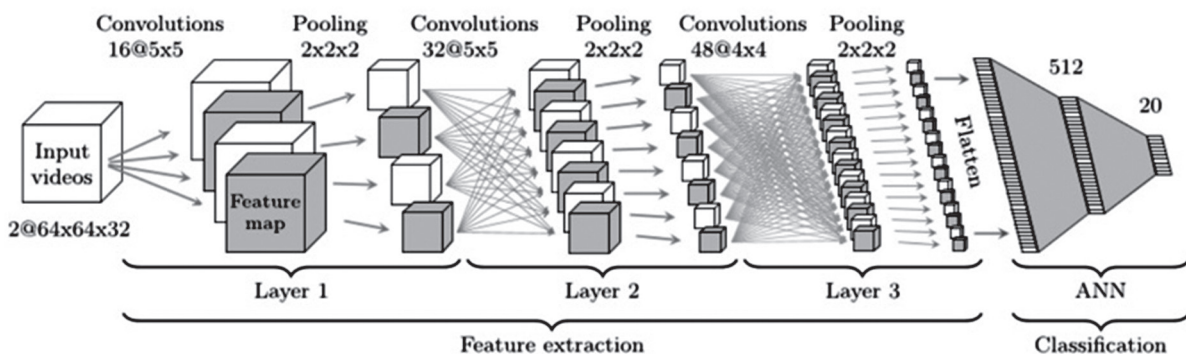 Convolutions
16@5x5
Pooling
2x2x2
Convolutions
32@5x5
Pooling
2x2x2
Convolutions
48@4x4
Pooling
2x2x2
512
20
Input
videos
2@64x64x32
Feature
map
Flatten
Layer 1
Layer 2
Layer 3
ANN
Feature extraction
Classification